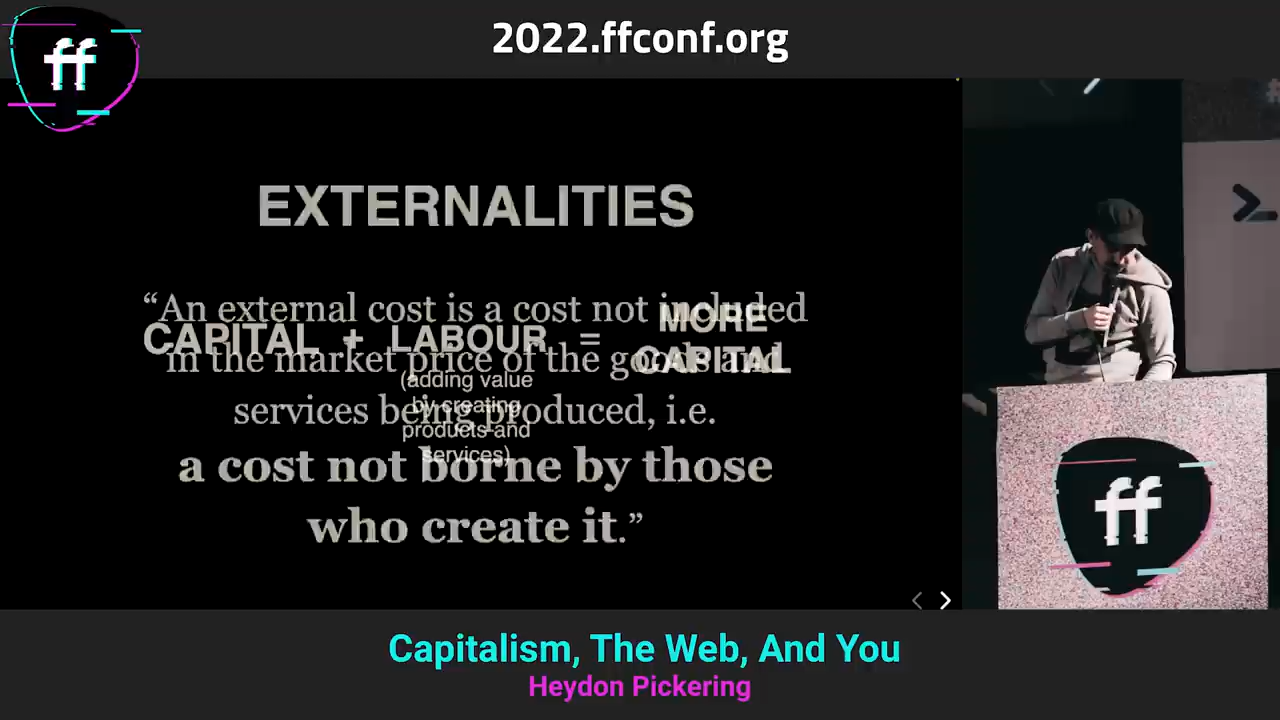 2022.ffconf.org
ff
EXTERNALITIES
“An external cost is a cost not included
in the market price of the goods and
services being produced, i.e.
a cost not borne by those
who create it.”
CAPITAL + LABOUR = MORE CAPITAL
(adding value
by creating
products and
services)
ff
Capitalism, The Web, And You
Heydon Pickering